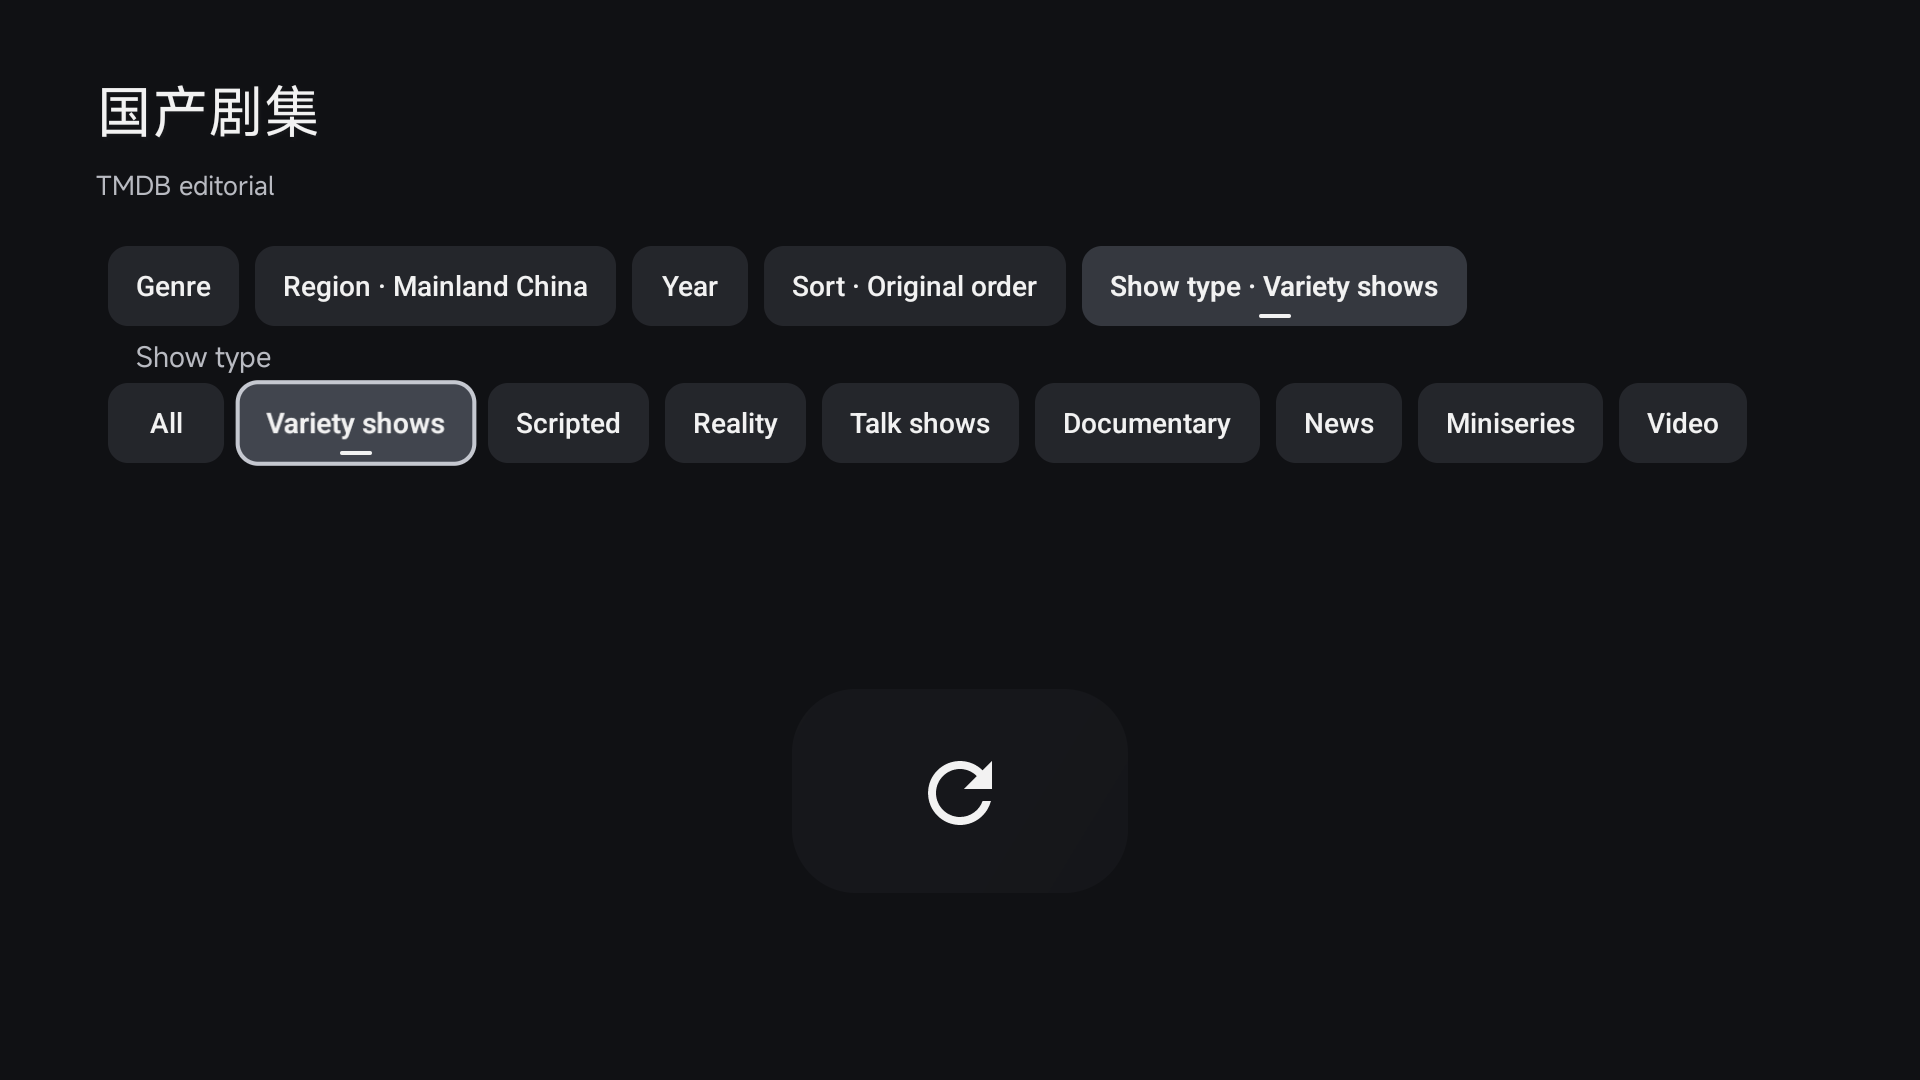 国产剧集
TMDB editorial
Genre
Region · Mainland China
Year
Sort · Original order
Show type · Variety shows
Show type
All
Variety shows
Scripted
Reality
Talk shows
Documentary
News
Miniseries
Video